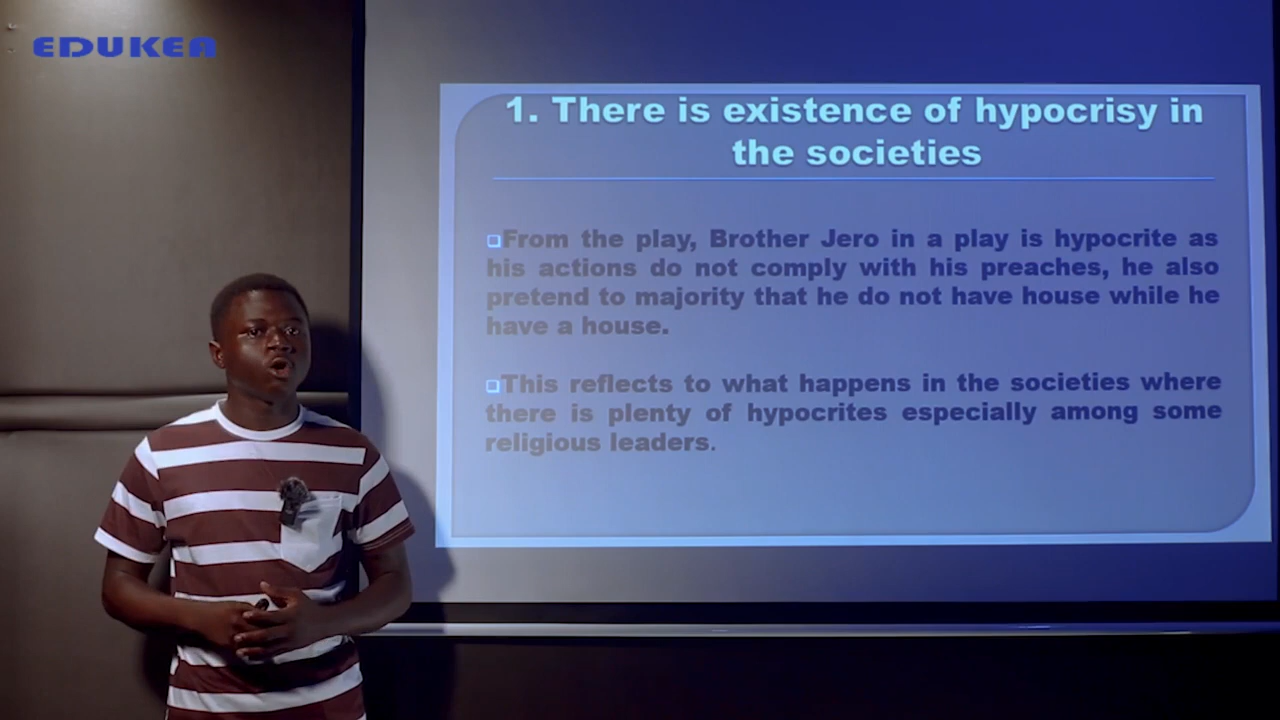 EDUKEA
1. There is existence of hypocrisy in
the societies
From the play, Brother Jero in a play is hypocrite as
his actions do not comply with his preaches, he also
pretend to majority that he do not have house while he
have a house.
This reflects to what happens in the societies where
there is plenty of hypocrites especially among some
religious leaders.